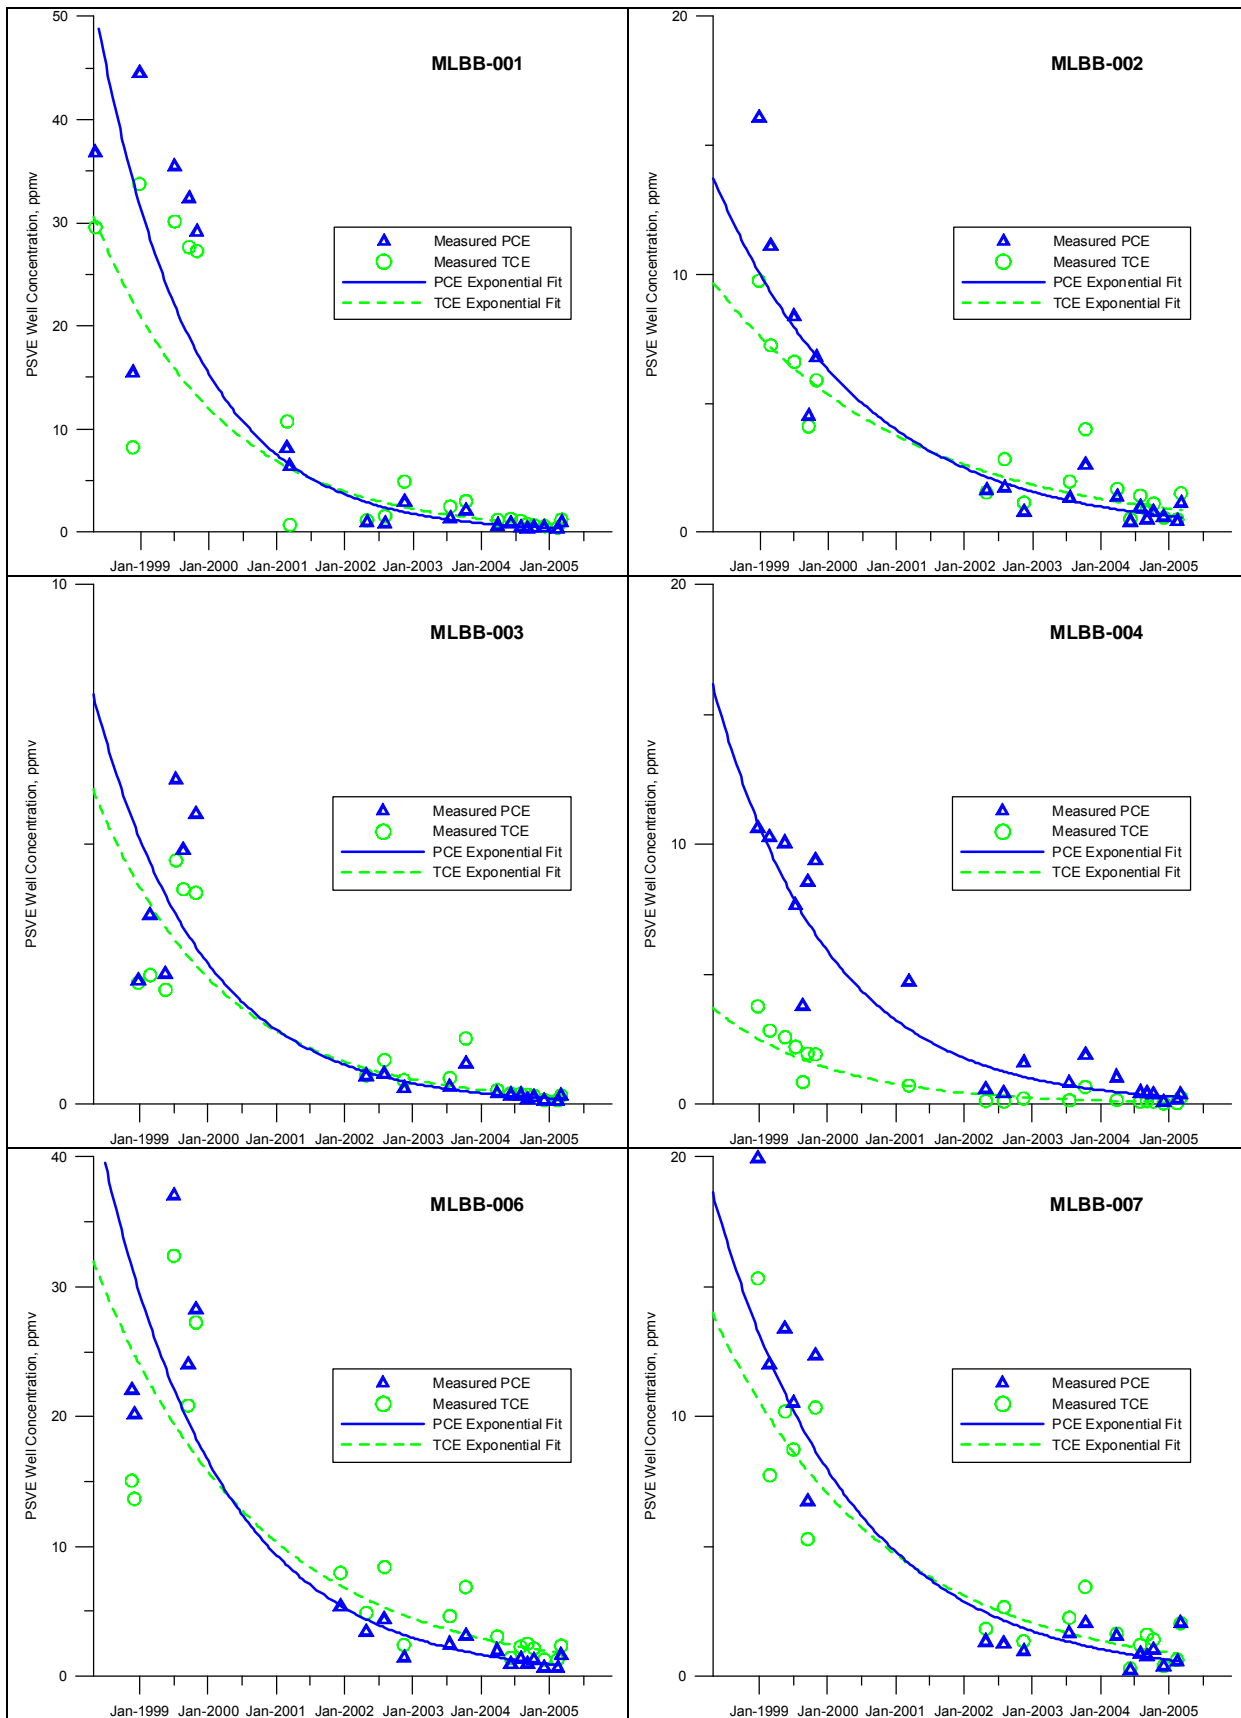 50
40
30
20
10
0
PSVE Well Concentration, ppmv
MLBB-001
Measured PCE
Measured TCE
PCE Exponential Fit
TCE Exponential Fit
Jan-1999 Jan-2000 Jan-2001 Jan-2002 Jan-2003 Jan-2004 Jan-2005
20
10
0
PSVE Well Concentration, ppmv
MLBB-002
Measured PCE
Measured TCE
PCE Exponential Fit
TCE Exponential Fit
Jan-1999 Jan-2000 Jan-2001 Jan-2002 Jan-2003 Jan-2004 Jan-2005
10
0
PSVE Well Concentration, ppmv
MLBB-003
Measured PCE
Measured TCE
PCE Exponential Fit
TCE Exponential Fit
Jan-1999 Jan-2000 Jan-2001 Jan-2002 Jan-2003 Jan-2004 Jan-2005
20
10
0
PSVE Well Concentration, ppmv
MLBB-004
Measured PCE
Measured TCE
PCE Exponential Fit
TCE Exponential Fit
Jan-1999 Jan-2000 Jan-2001 Jan-2002 Jan-2003 Jan-2004 Jan-2005
40
30
20
10
0
PSVE Well Concentration, ppmv
MLBB-006
Measured PCE
Measured TCE
PCE Exponential Fit
TCE Exponential Fit
Jan-1999 Jan-2000 Jan-2001 Jan-2002 Jan-2003 Jan-2004 Jan-2005
20
10
0
PSVE Well Concentration, ppmv
MLBB-007
Measured PCE
Measured TCE
PCE Exponential Fit
TCE Exponential Fit
Jan-1999 Jan-2000 Jan-2001 Jan-2002 Jan-2003 Jan-2004 Jan-2005